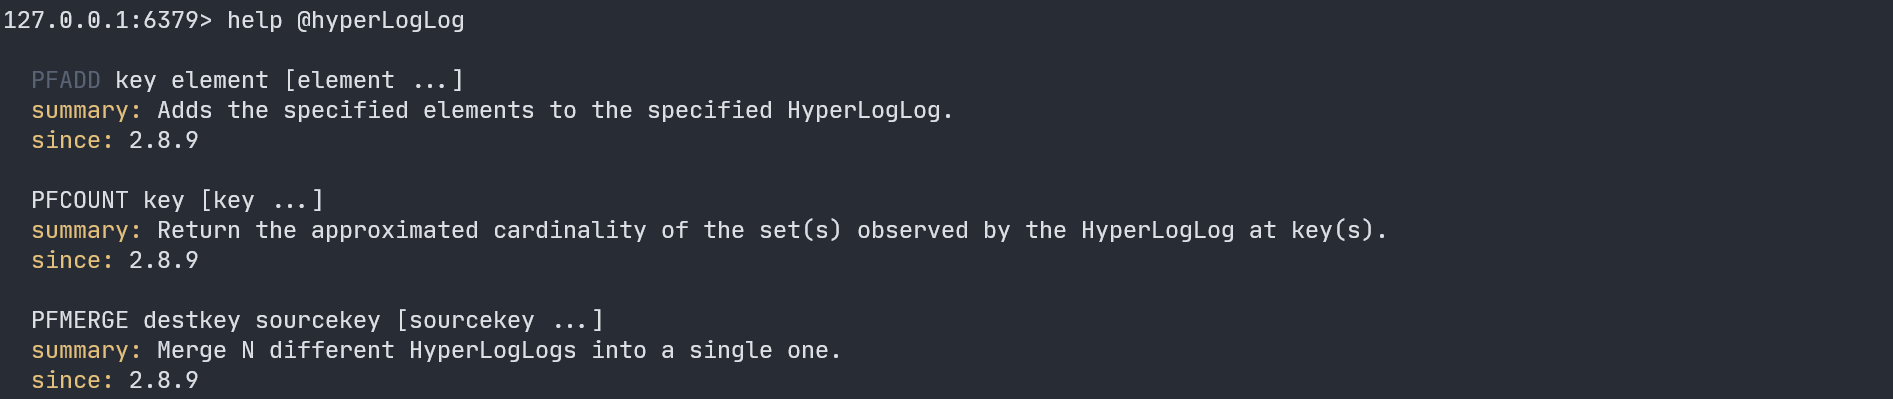 127.0.0.1:6379> help @hyperLogLog
PFADD key element [element ...]
summary: Adds the specified elements to the specified HyperLogLog.
since: 2.8.9
PFCOUNT key [key ...]
summary: Return the approximated cardinality of the set(s) observed by the HyperLogLog at key(s).
since: 2.8.9
PFMERGE destkey sourcekey [sourcekey ...]
summary: Merge N different HyperLogLogs into a single one.
since: 2.8.9